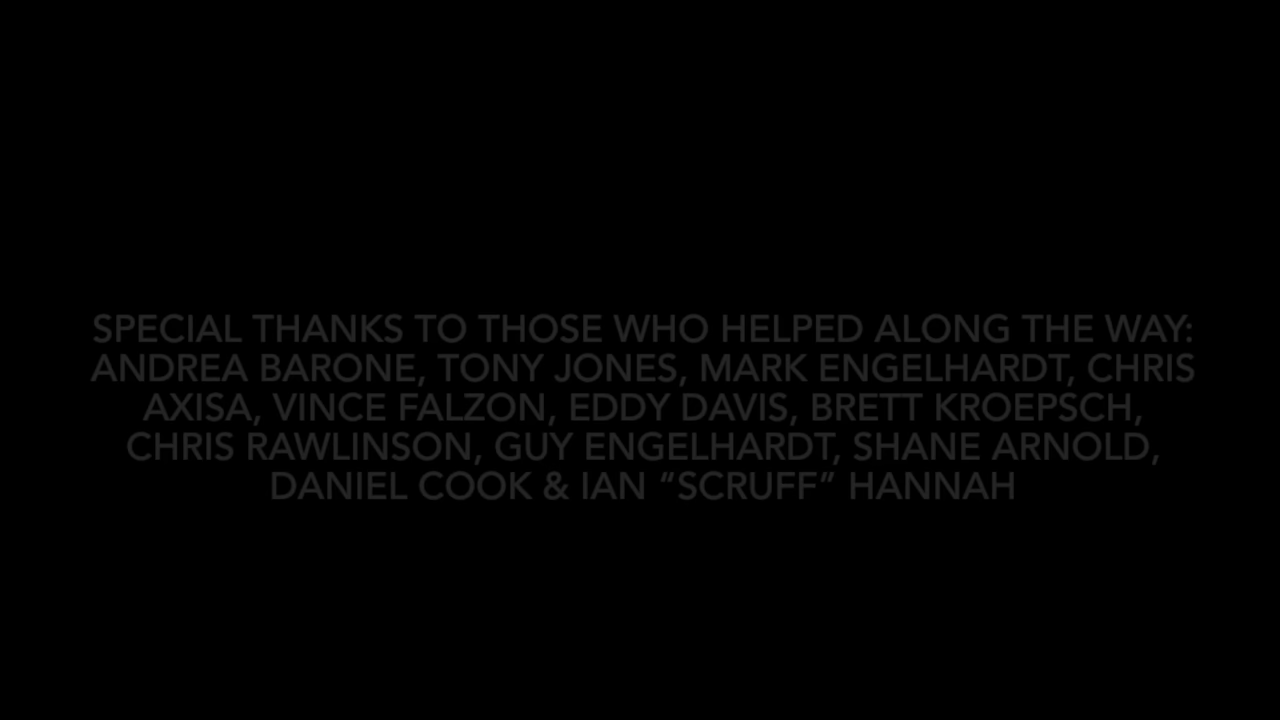 SPECIAL THANKS TO THOSE WHO HELPED ALONG THE WAY:
ANDREA BARONE, TONY JONES, MARK ENGELHARDT, CHRIS
AXISA, VINCE FALZON, EDDY DAVIS, BRETT KROEPSCH,
CHRIS RAWLINSON, GUY ENGELHARDT, SHANE ARNOLD,
DANIEL COOK & IAN “SCRUFF” HANNAH